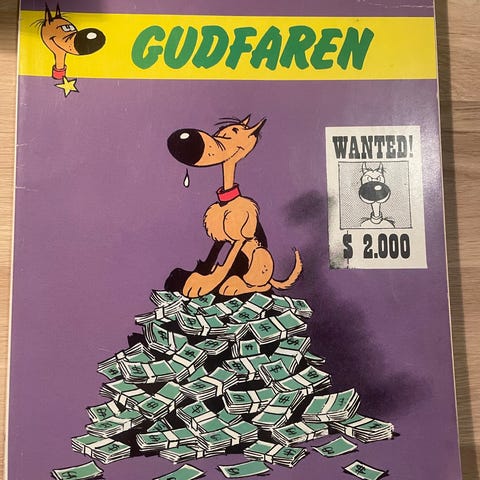 GUDFAREN
WANTED!
$ 2.000